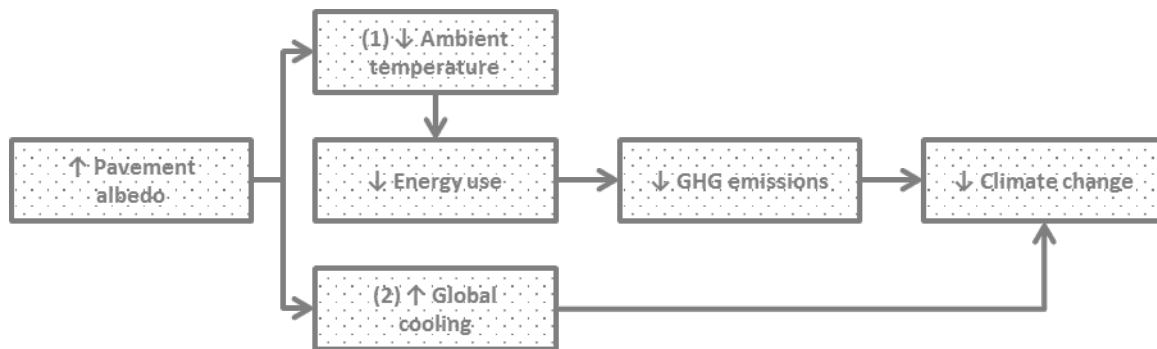 (1) ↓ Ambient
temperature
↑ Pavement
albedo
↓ Energy use
↓ GHG emissions
↓ Climate change
(2) ↑ Global
cooling